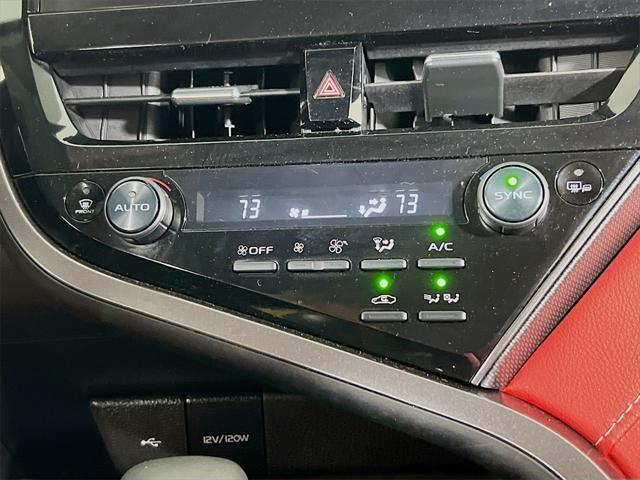 FRONT
AUTO
73
73
SYNC
OFF
A/C
12V/120W